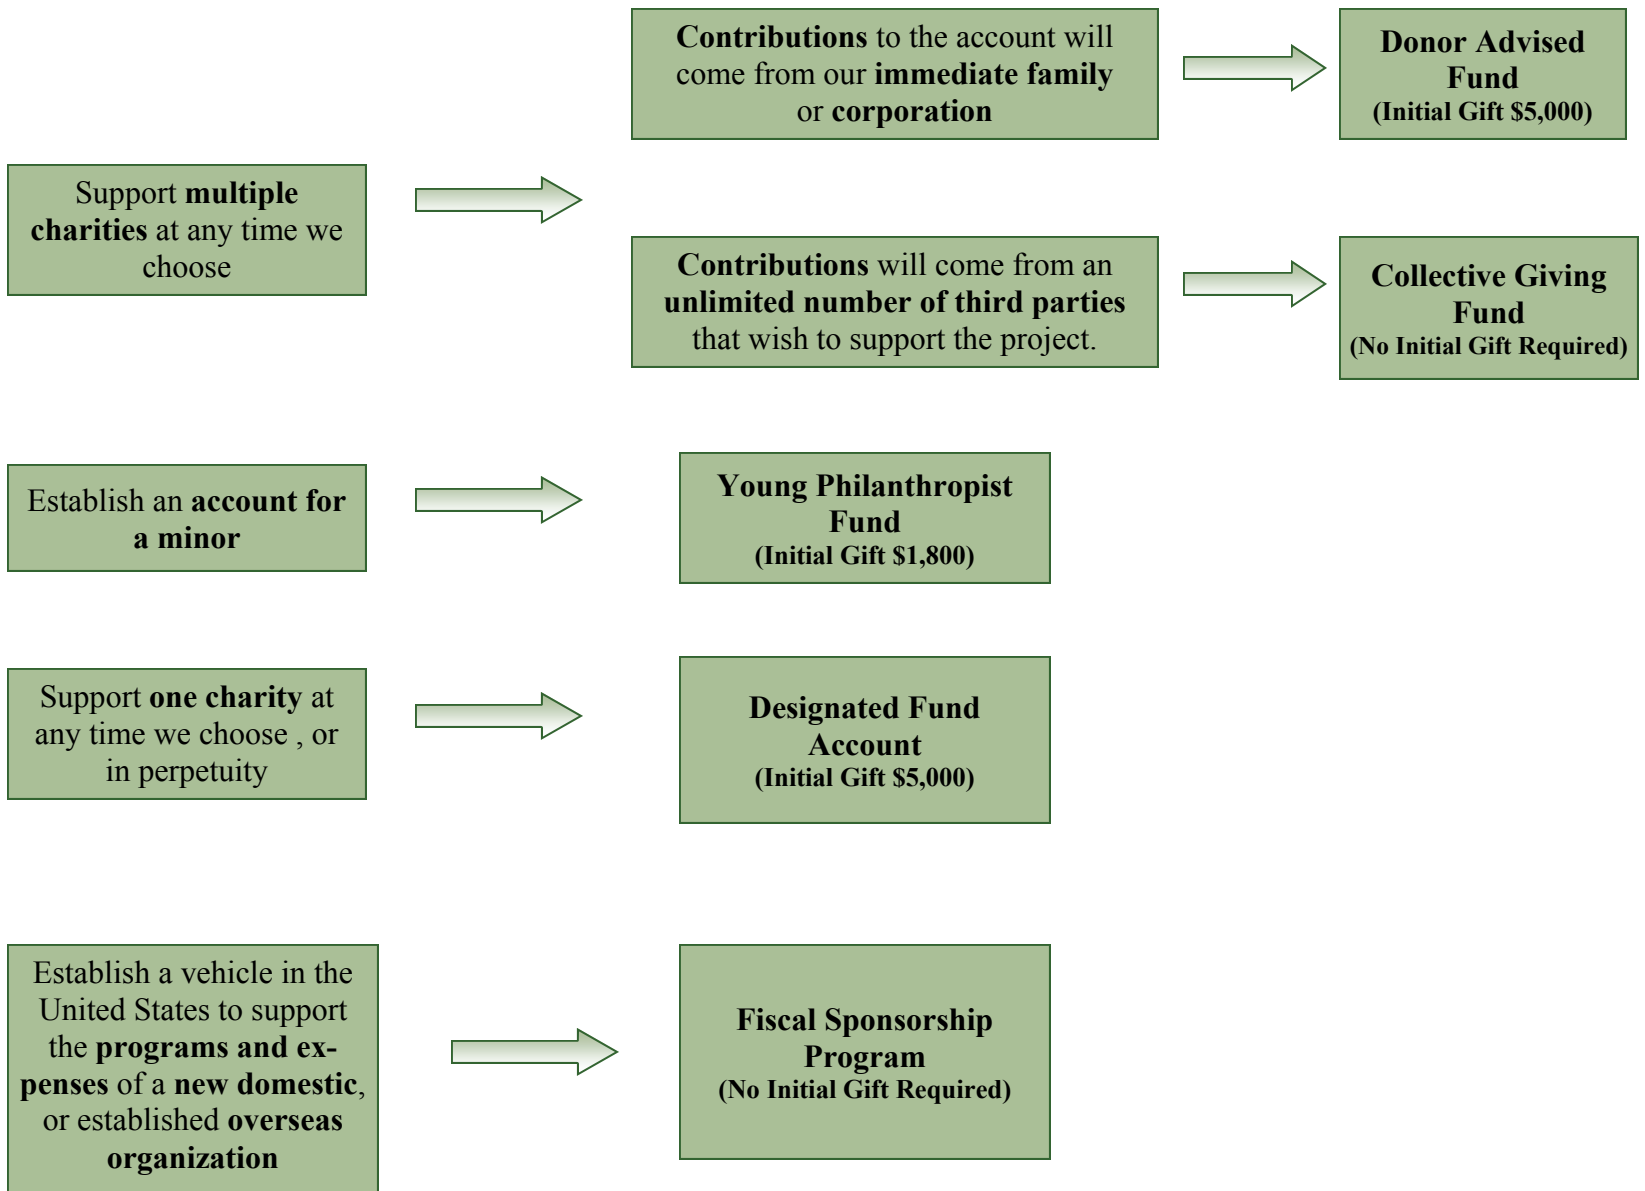 Contributions to the account will
come from our immediate family
or corporation
Donor Advised
Fund
(Initial Gift $5,000)
Support multiple
charities at any time we
choose
Contributions will come from an
unlimited number of third parties
that wish to support the project.
Collective Giving
Fund
(No Initial Gift Required)
Establish an account for
a minor
Young Philanthropist
Fund
(Initial Gift $1,800)
Support one charity at
any time we choose , or
in perpetuity
Designated Fund
Account
(Initial Gift $5,000)
Establish a vehicle in the
United States to support
the programs and ex-
penses of a new domestic,
or established overseas
organization
Fiscal Sponsorship
Program
(No Initial Gift Required)